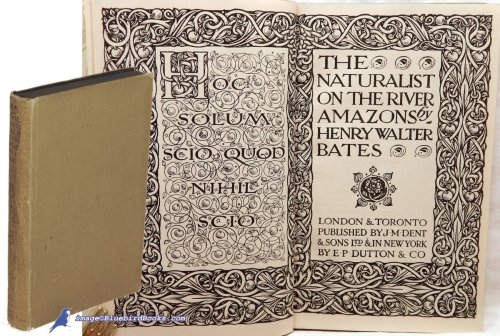 HOC
SOLUM
SCIO, QUOD
NIHIL
SCIO
THE
NATURALIST
ON THE RIVER
AMAZONS by
HENRY WALTER
BATES
LONDON & TORONTO
PUBLISHED BY J M DENT
& SONS LTD & IN NEW YORK
BY E·P DUTTON & CO
image©BluebirdBooks.com